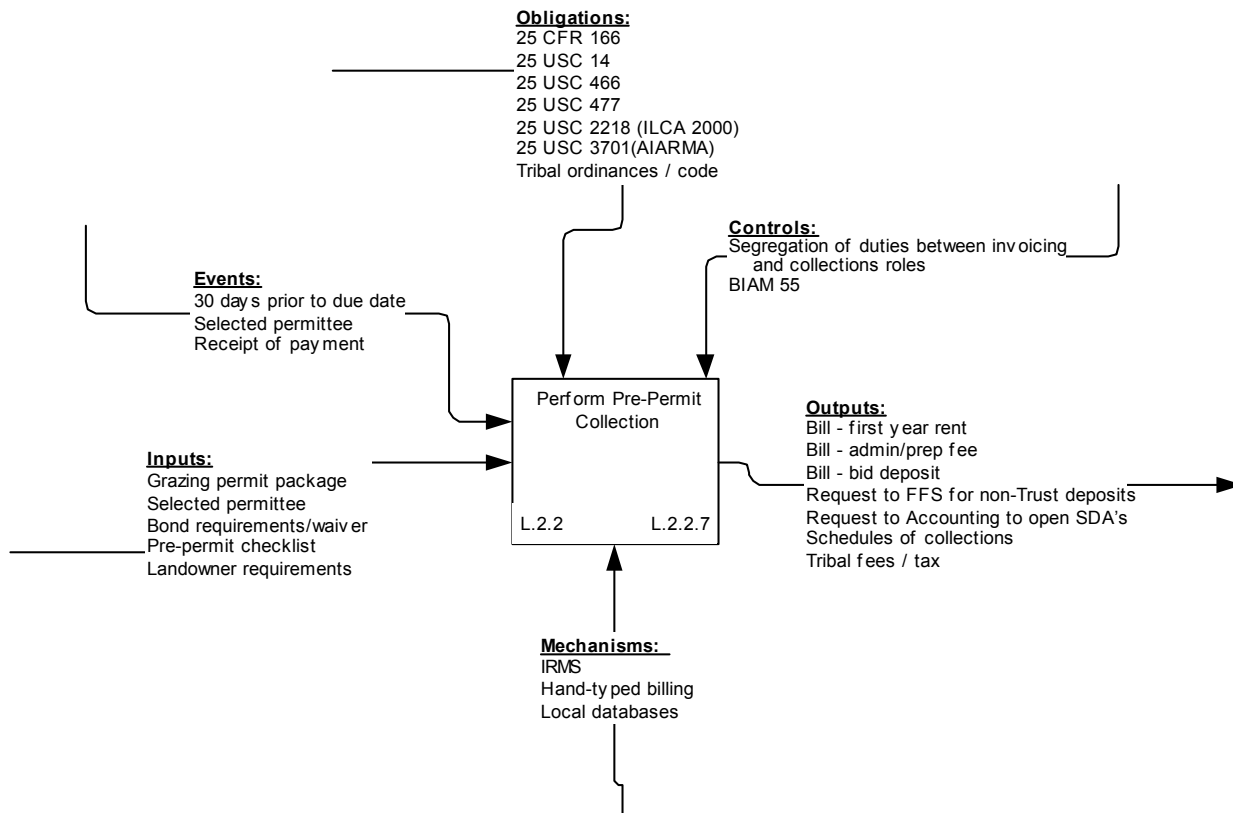 Obligations:
25 CFR 166
25 USC 14
25 USC 466
25 USC 477
25 USC 2218 (ILCA 2000)
25 USC 3701(AIARMA)
Tribal ordinances / code
Controls:
Segregation of duties between invoicing
and collections roles
BIAM 55
Events:
30 days prior to due date
Selected permittee
Receipt of payment
Perform Pre-Permit
Collection
L.2.2 L.2.2.7
Inputs:
Grazing permit package
Selected permittee
Bond requirements/waiver
Pre-permit checklist
Landowner requirements
Outputs:
Bill - first year rent
Bill - admin/prep fee
Bill - bid deposit
Request to FFS for non-Trust deposits
Request to Accounting to open SDA's
Schedules of collections
Tribal fees / tax
Mechanisms:
IRMS
Hand-typed billing
Local databases